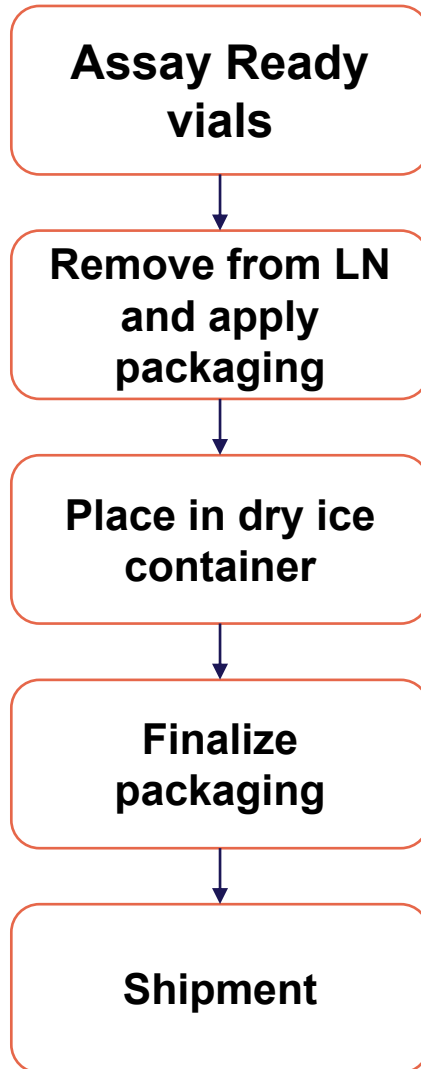 Assay Ready
vials
Remove from LN
and apply
packaging
Place in dry ice
container
Finalize
packaging
Shipment